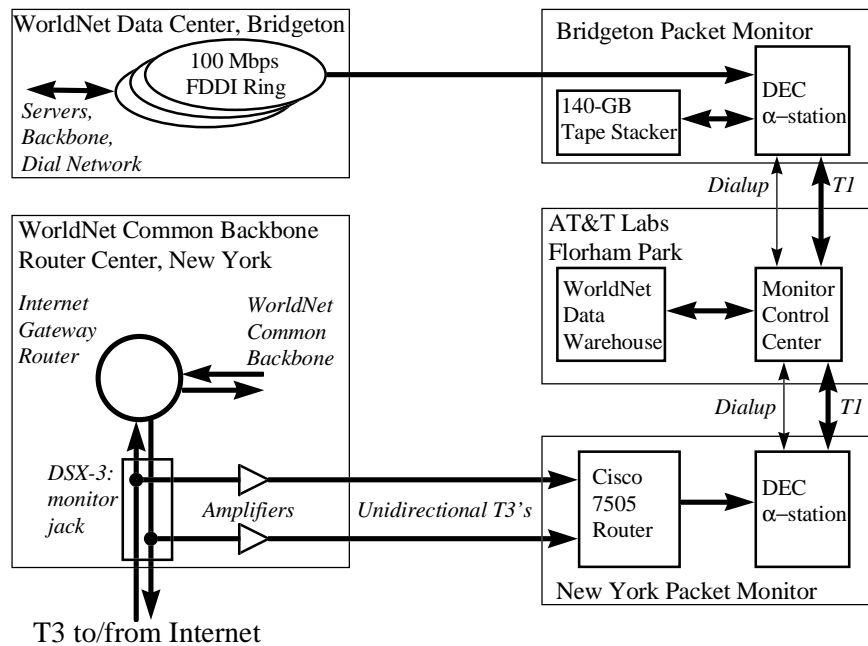 WorldNet Data Center, Bridgeton
100 Mbps
FDDI Ring
Servers,
Backbone,
Dial Network
Bridgeton Packet Monitor
DEC
α−station
140-GB
Tape Stacker
Dialup
T1
AT&T Labs
Florham Park
WorldNet
Data
Warehouse
Monitor
Control
Center
Dialup
T1
WorldNet Common Backbone
Router Center, New York
Internet
Gateway
Router
WorldNet
Common
Backbone
DSX-3:
monitor
jack
Amplifiers
Unidirectional T3's
Cisco
7505
Router
DEC
α−station
New York Packet Monitor
T3 to/from Internet